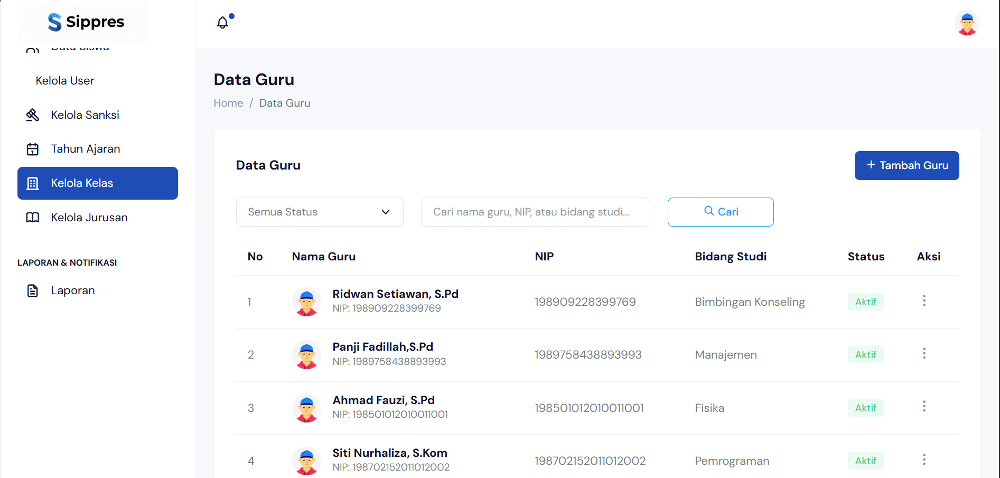 Sippres
Data Siswa
Kelola User
Kelola Sanksi
Tahun Ajaran
Kelola Kelas
Kelola Jurusan
LAPORAN & NOTIFIKASI
Laporan
Data Guru
Home / Data Guru
Data Guru
+ Tambah Guru
Semua Status
Cari nama guru, NIP, atau bidang studi...
Cari
No Nama Guru NIP Bidang Studi Status Aksi
1 Ridwan Setiawan, S.Pd 198909228399769 Bimbingan Konseling Aktif
NIP: 198909228399769
2 Panji Fadillah,S.Pd 1989758438893993 Manajemen Aktif
NIP: 1989758438893993
3 Ahmad Fauzi, S.Pd 198501012010011001 Fisika Aktif
NIP: 198501012010011001
4 Siti Nurhaliza, S.Kom 198702152011012002 Pemrograman Aktif
NIP: 198702152011012002